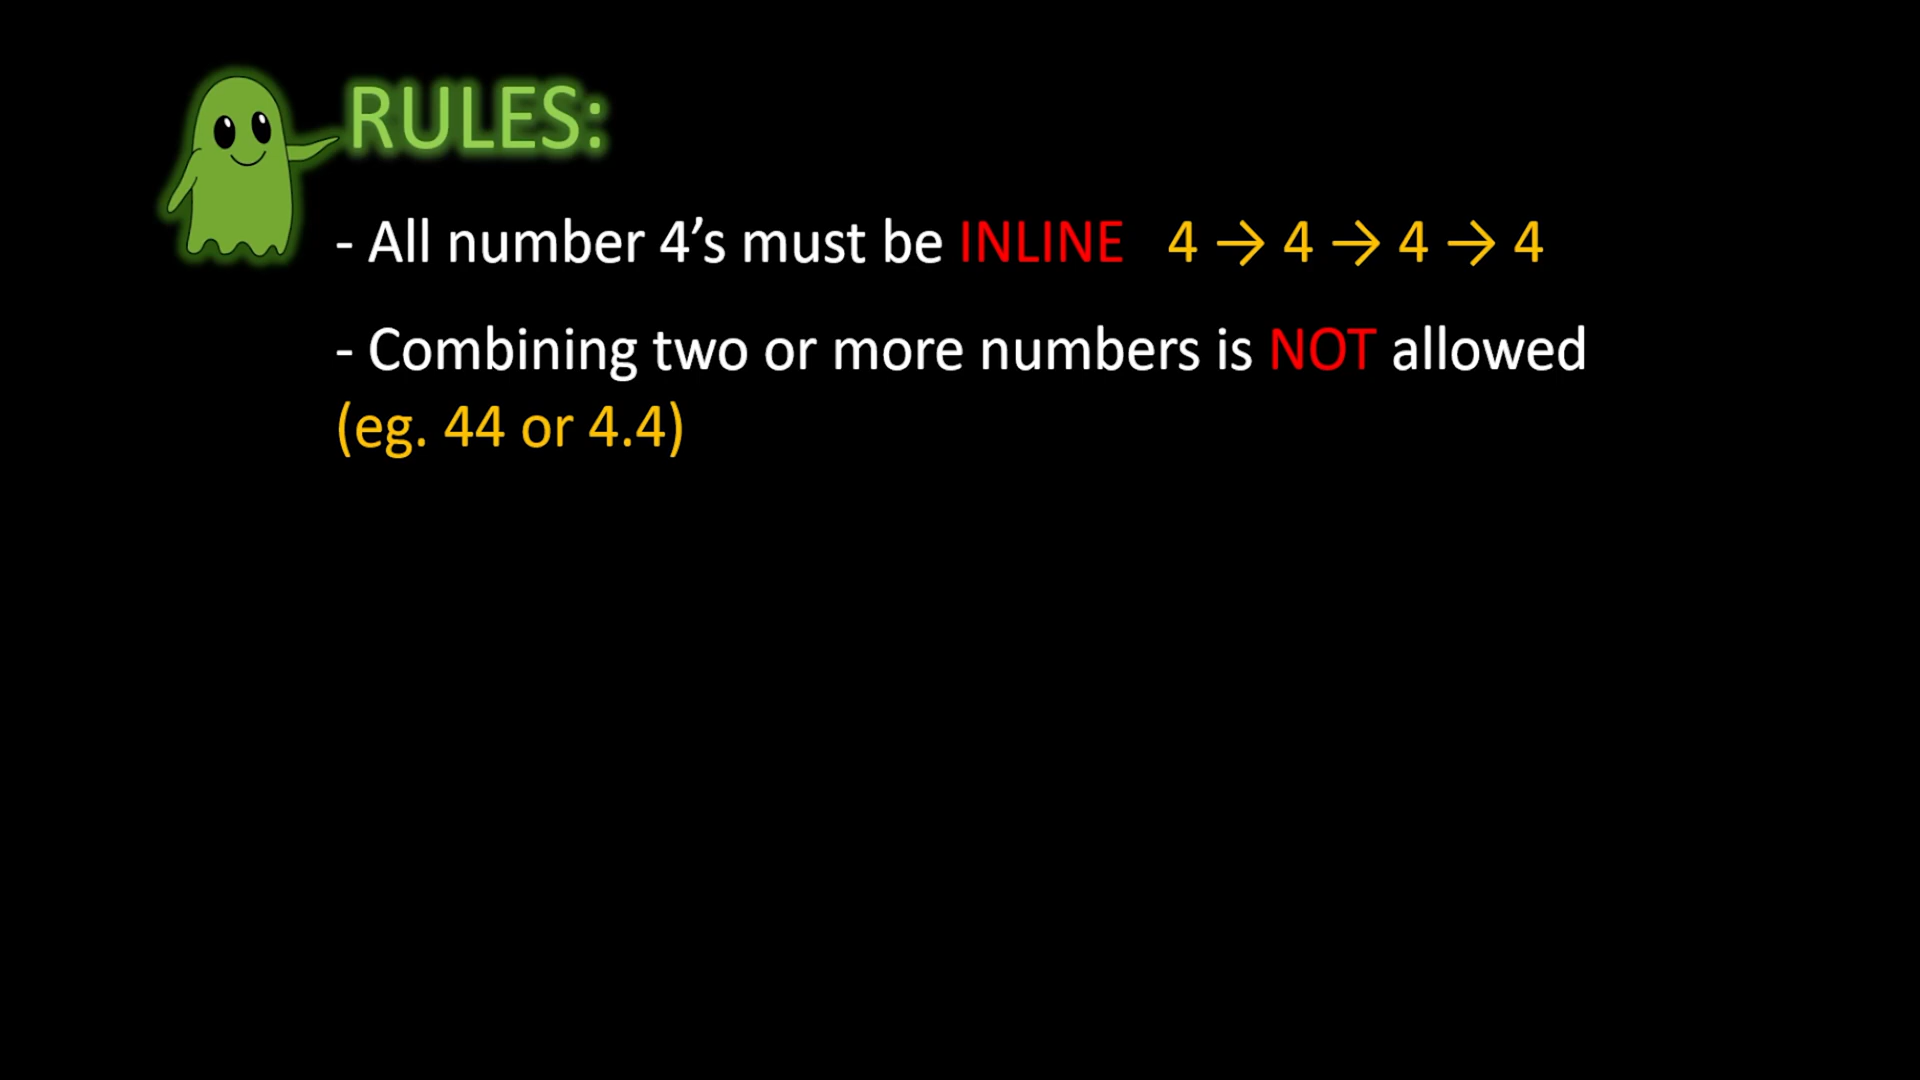 RULES:
- All number 4’s must be INLINE 4 → 4 → 4 → 4
- Combining two or more numbers is NOT allowed
(eg. 44 or 4.4)